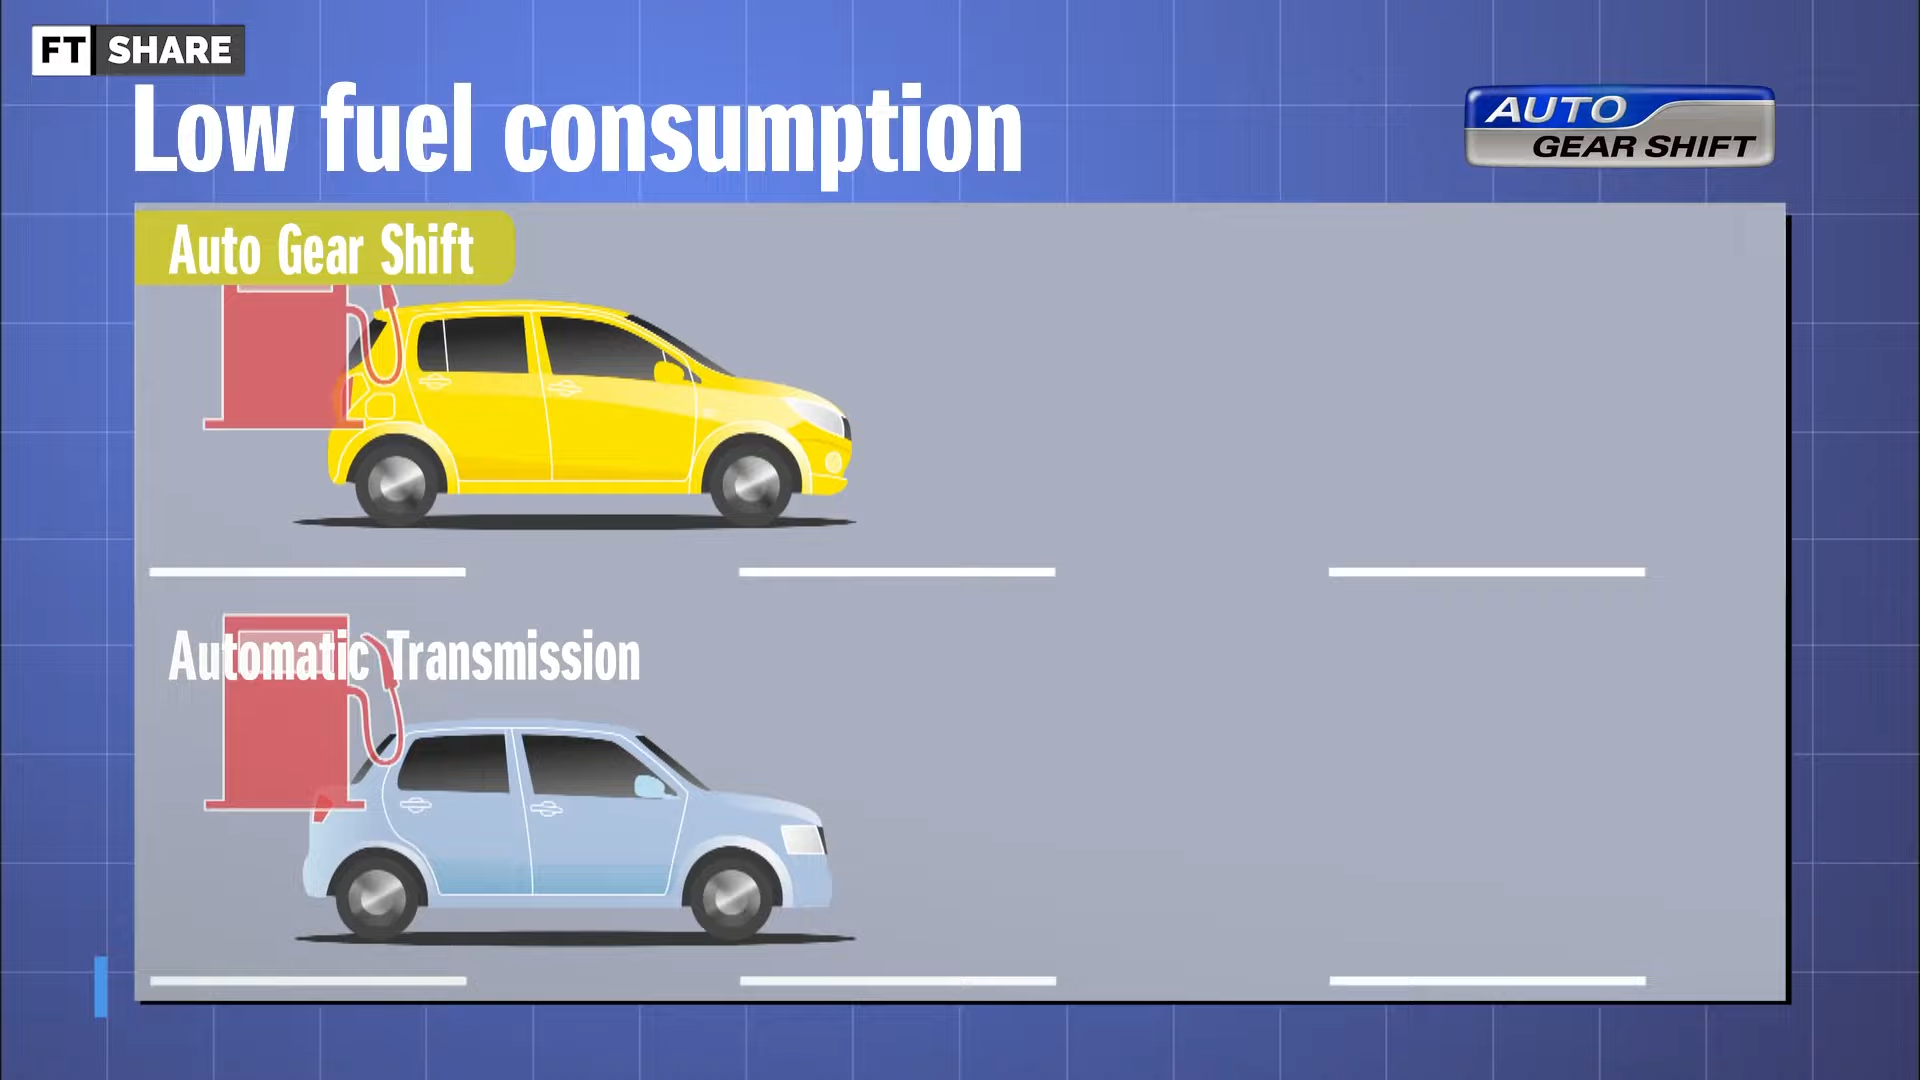 FT SHARE
Low fuel consumption
AUTO
GEAR SHIFT
Auto Gear Shift
Automatic Transmission